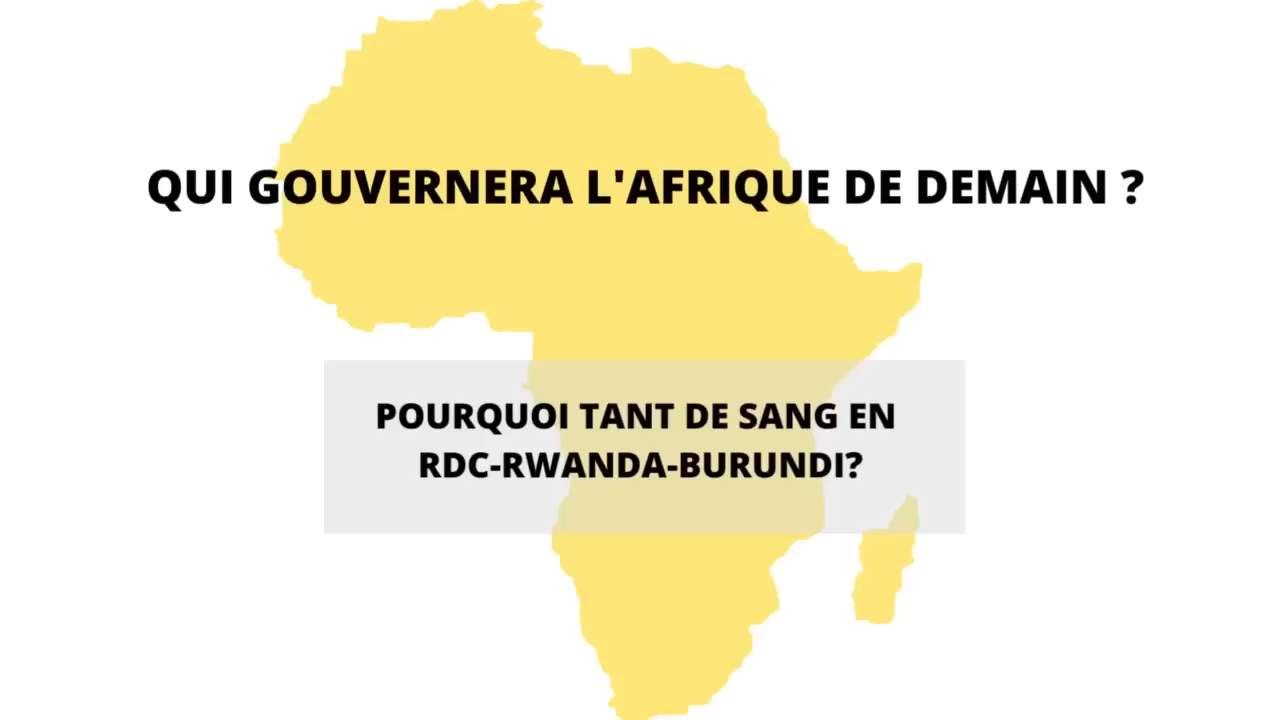 QUI GOUVERNERA L'AFRIQUE DE DEMAIN ?
POURQUOI TANT DE SANG EN
RDC-RWANDA-BURUNDI?